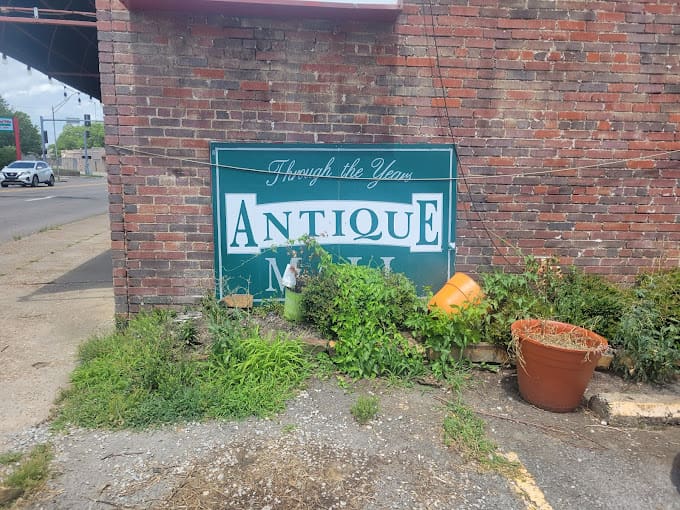 Through the Years
ANTIQUE